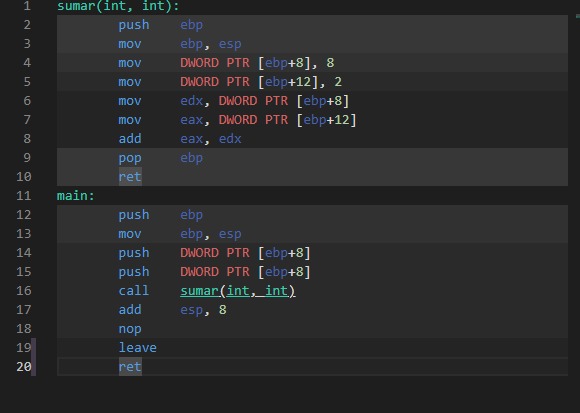 1 sumar(int, int):
2 push ebp
3 mov ebp, esp
4 mov DWORD PTR [ebp+8], 8
5 mov DWORD PTR [ebp+12], 2
6 mov edx, DWORD PTR [ebp+8]
7 mov eax, DWORD PTR [ebp+12]
8 add eax, edx
9 pop ebp
10 ret
11 main:
12 push ebp
13 mov ebp, esp
14 push DWORD PTR [ebp+8]
15 push DWORD PTR [ebp+8]
16 call sumar(int, int)
17 add esp, 8
18 nop
19 leave
20 ret